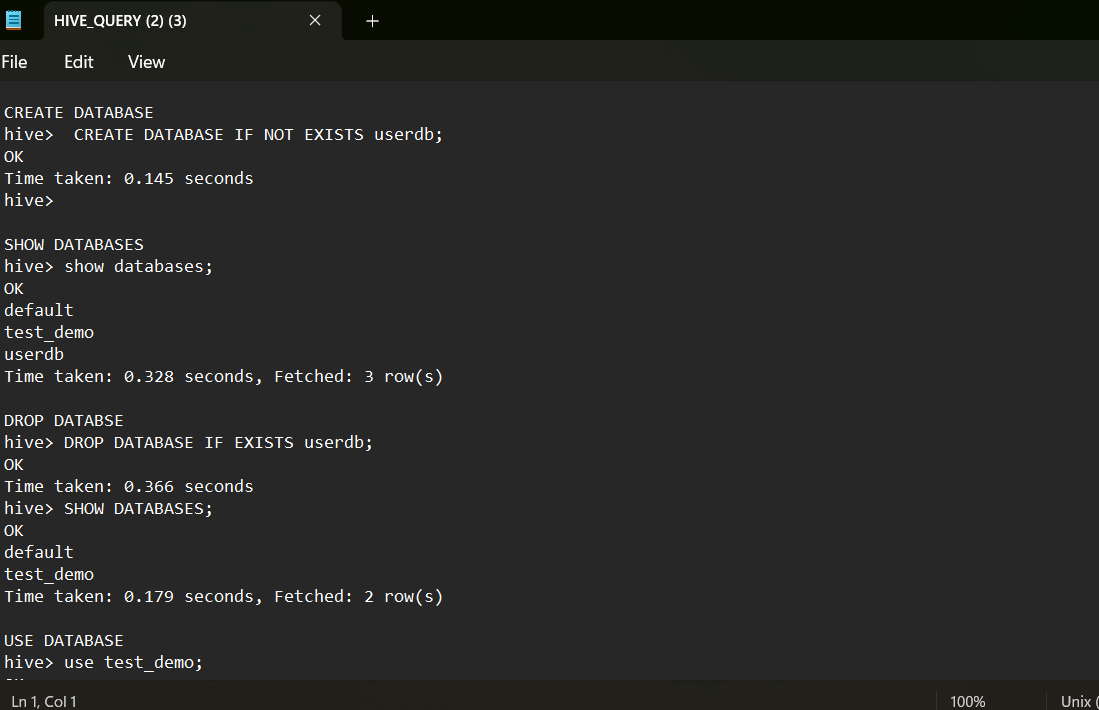 HIVE_QUERY (2) (3)
File Edit View
CREATE DATABASE
hive>  CREATE DATABASE IF NOT EXISTS userdb;
OK
Time taken: 0.145 seconds
hive>
SHOW DATABASES
hive> show databases;
OK
default
test_demo
userdb
Time taken: 0.328 seconds, Fetched: 3 row(s)
DROP DATABSE
hive> DROP DATABASE IF EXISTS userdb;
OK
Time taken: 0.366 seconds
hive> SHOW DATABASES;
OK
default
test_demo
Time taken: 0.179 seconds, Fetched: 2 row(s)
USE DATABASE
hive> use test_demo;
Ln 1, Col 1 100% Unix (